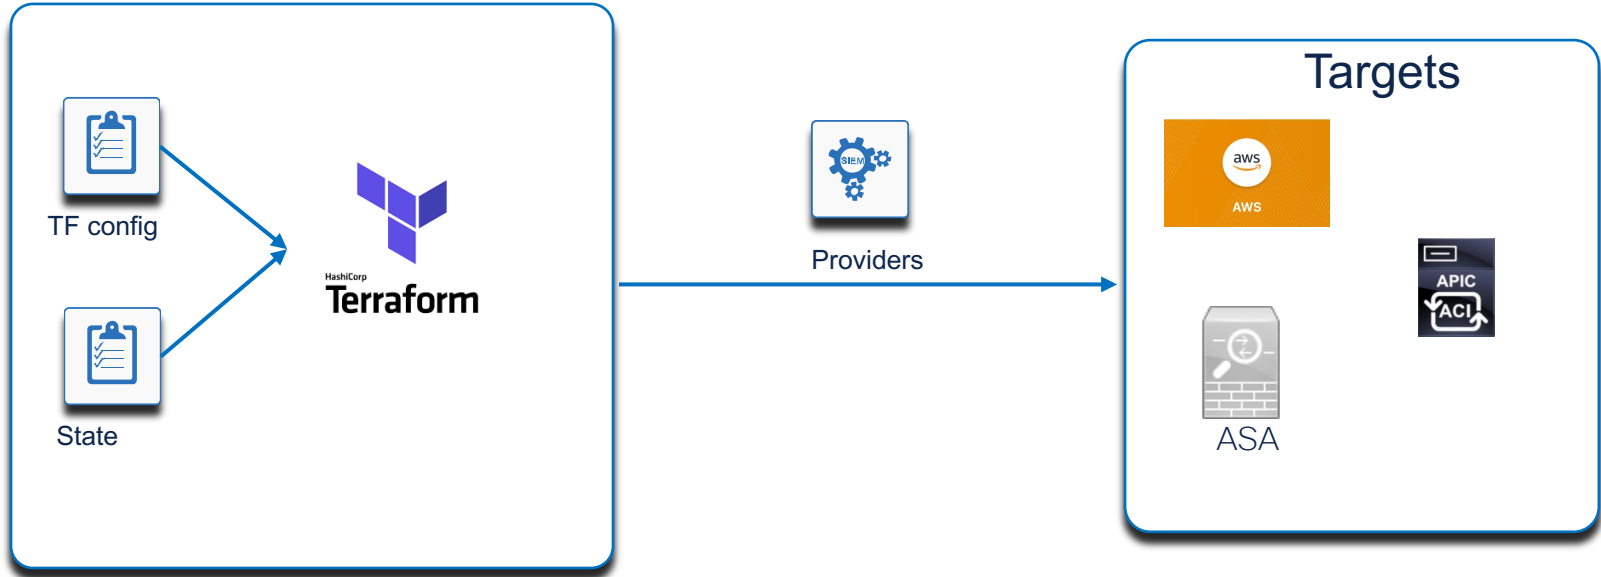 TF config
State
HashiCorp
Terraform
SIEM
Providers
Targets
aws
AWS
APIC
ACI
ASA